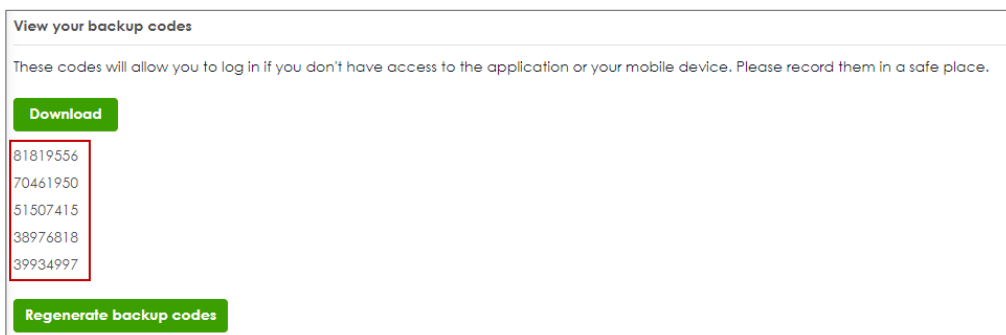 View your backup codes
These codes will allow you to log in if you don't have access to the application or your mobile device. Please record them in a safe place.
Download
81819556
70461950
51507415
38976818
39934997
Regenerate backup codes